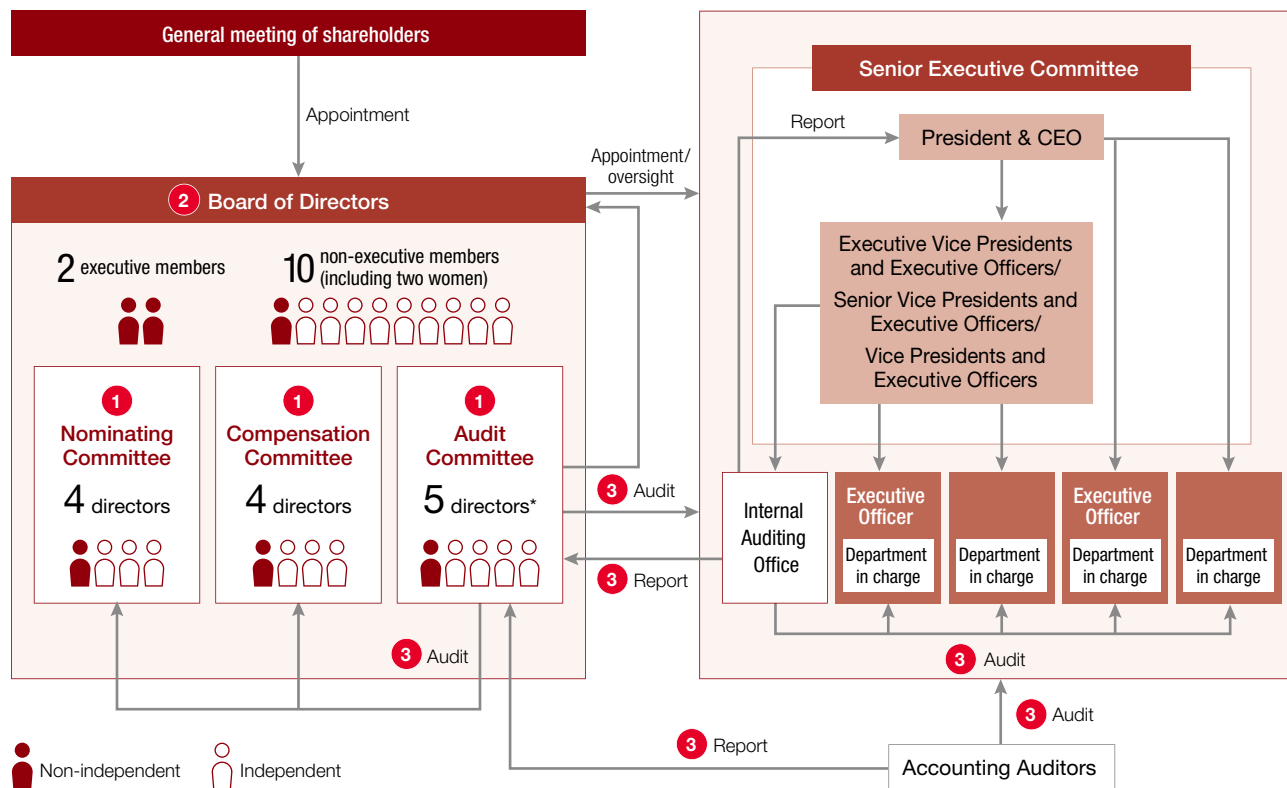 General meeting of shareholders
Appointment
2 Board of Directors
2 executive members
10 non-executive members
(including two women)
1
Nominating
Committee
4 directors
1
Compensation
Committee
4 directors
1
Audit
Committee
5 directors*
3 Audit
Non-independent
Independent
Appointment/
oversight
3 Audit
3 Report
Senior Executive Committee
Report
President & CEO
Executive Vice Presidents
and Executive Officers/
Senior Vice Presidents and
Executive Officers/
Vice Presidents and
Executive Officers
Internal
Auditing
Office
Executive
Officer
Department
in charge
Department
in charge
Executive
Officer
Department
in charge
Department
in charge
3 Audit
3 Audit
3 Report
Accounting Auditors